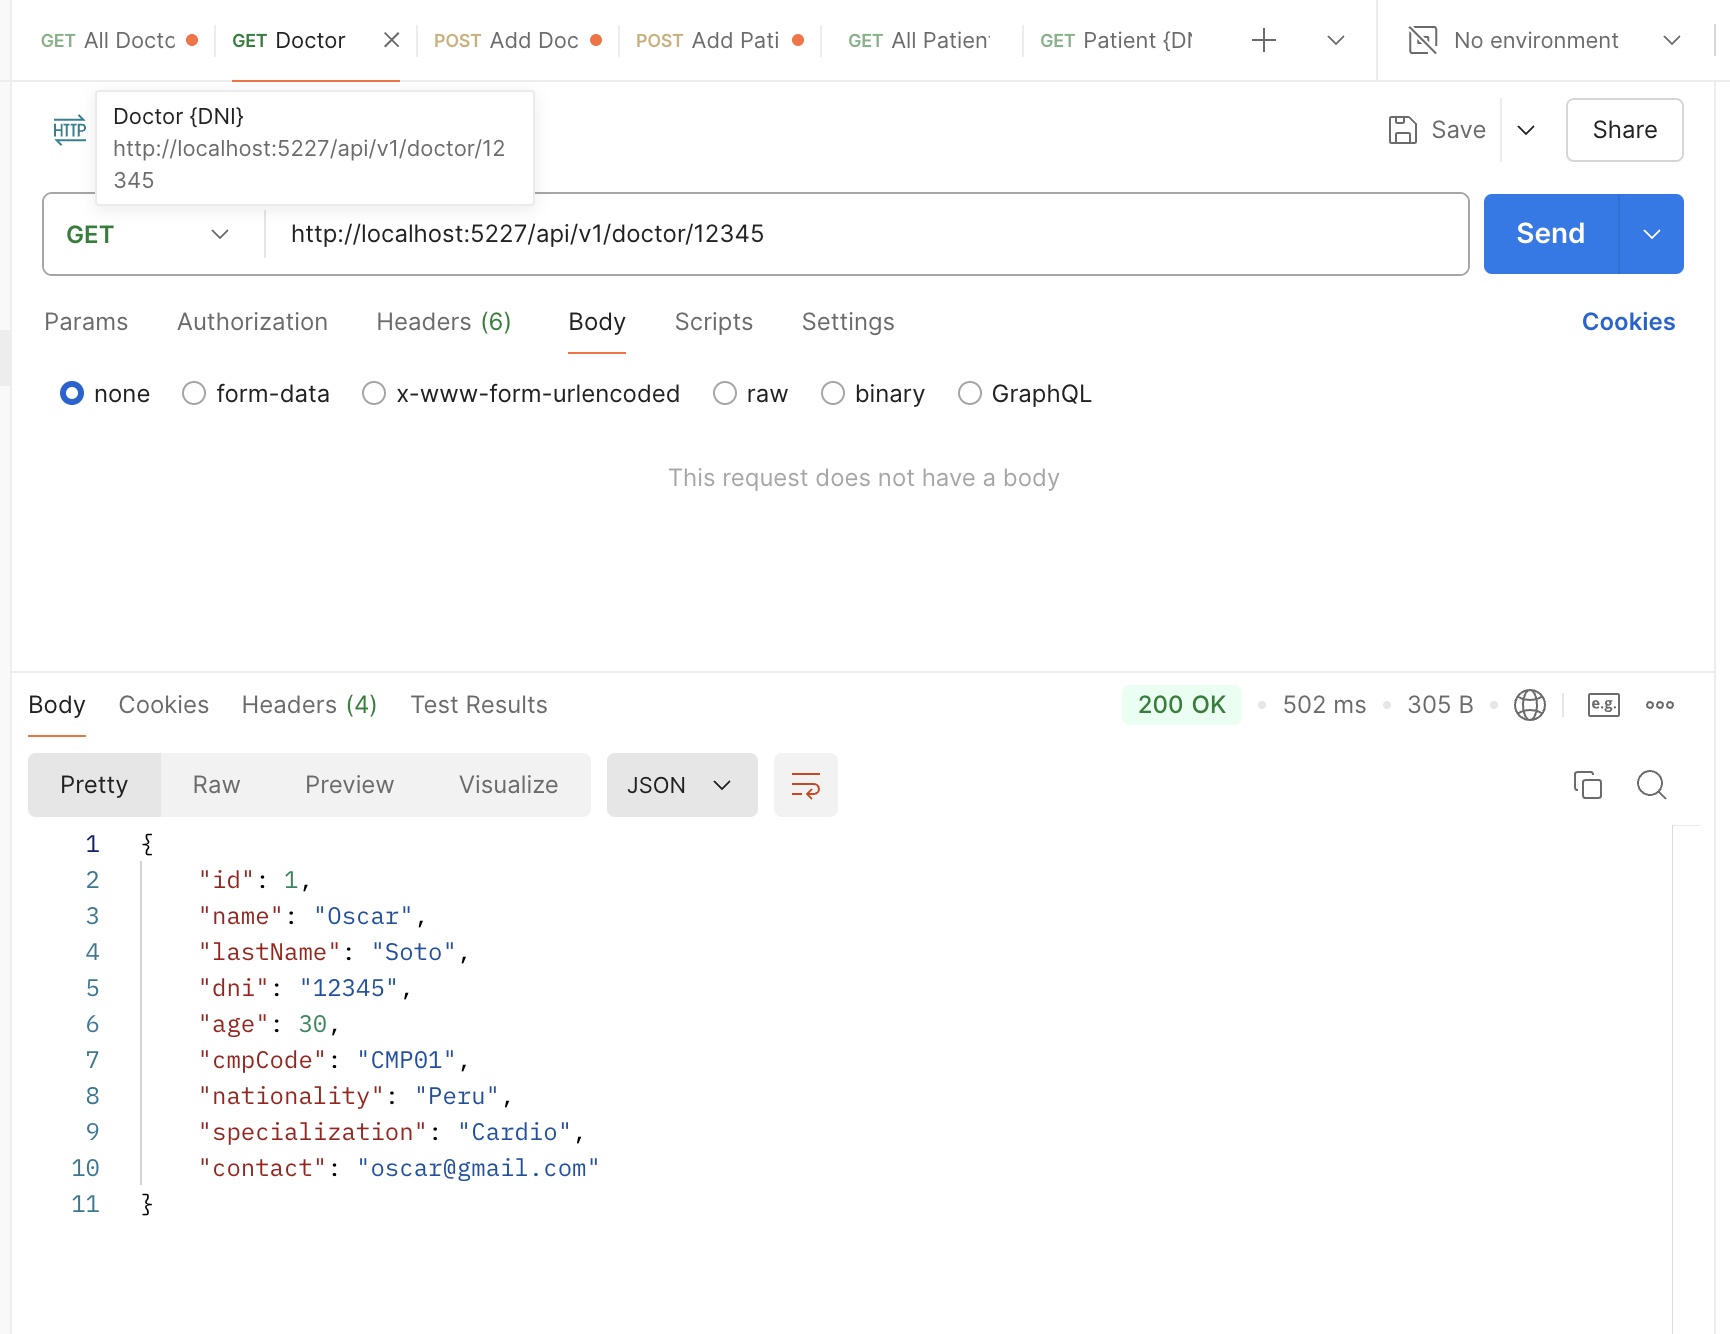 GET All Docto GET Doctor POST Add Doc POST Add Pati GET All Patien GET Patient {DN No environment
HTTP
Doctor {DNI}
http://localhost:5227/api/v1/doctor/12
345
Save Share
GET http://localhost:5227/api/v1/doctor/12345 Send
Params Authorization Headers (6) Body Scripts Settings Cookies
none form-data x-www-form-urlencoded raw binary GraphQL
This request does not have a body
Body Cookies Headers (4) Test Results 200 OK 502 ms 305 B e.g.
Pretty Raw Preview Visualize JSON
1 {
2 "id": 1,
3 "name": "Oscar",
4 "lastName": "Soto",
5 "dni": "12345",
6 "age": 30,
7 "cmpCode": "CMP01",
8 "nationality": "Peru",
9 "specialization": "Cardio",
10 "contact": "oscar@gmail.com"
11 }